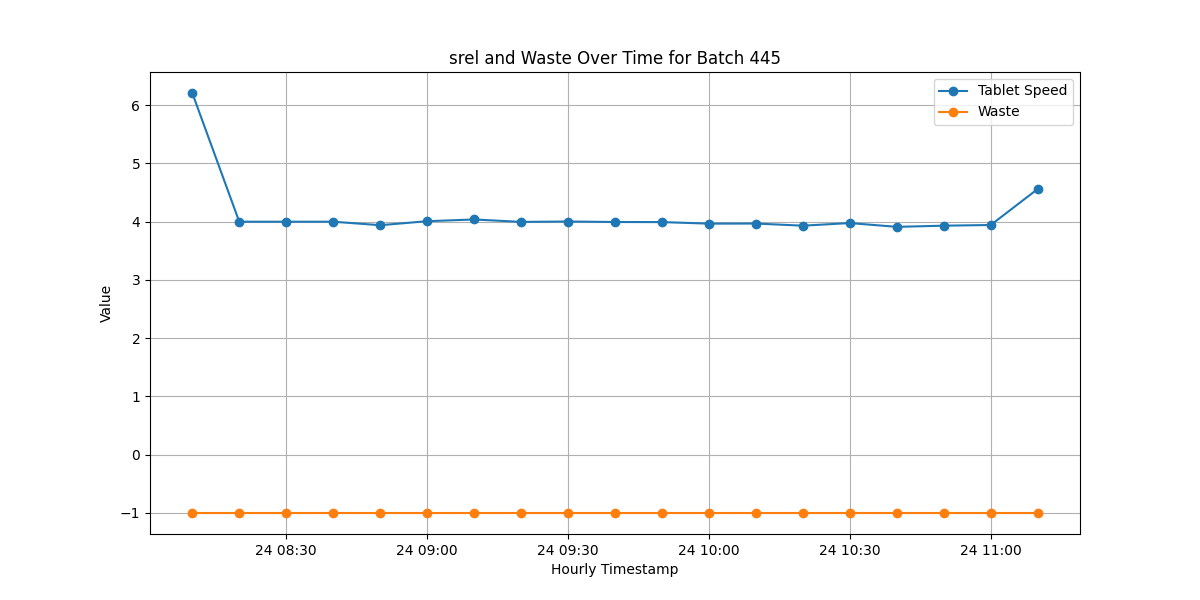 srel and Waste Over Time for Batch 445
Tablet Speed
Waste
6
5
4
3
2
1
0
−1
Value
24 08:30
24 09:00
24 09:30
24 10:00
24 10:30
24 11:00
Hourly Timestamp